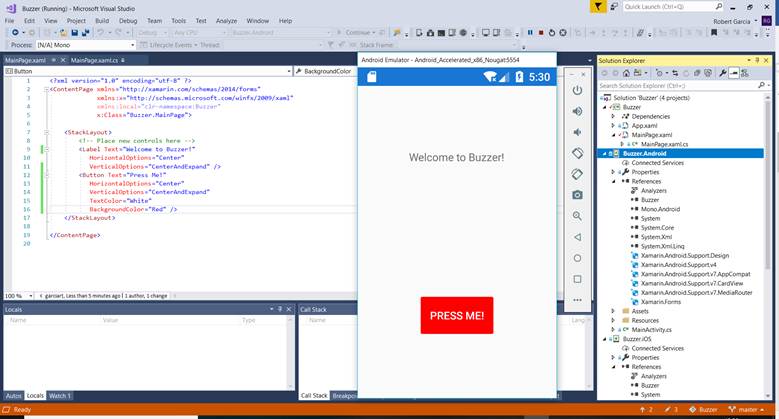 Buzzer (Running) - Microsoft Visual Studio
Quick Launch (Ctrl+Q)
File Edit View Project Build Debug Team Tools Test Analyze Window Help
Robert Garcia
RG
Debug Any CPU Buzzer.Android Continue
Process: [N/A] Mono Lifecycle Events Thread: Stack Frame:
MainPage.xaml MainPage.xaml.cs
Button BackgroundColor
1 <?xml version="1.0" encoding="utf-8" ?>
2 <ContentPage xmlns="http://xamarin.com/schemas/2014/forms"
3 xmlns:x="http://schemas.microsoft.com/winfx/2009/xaml"
4 xmlns:local="clr-namespace:Buzzer"
5 x:Class="Buzzer.MainPage">
6
7 <StackLayout>
8 <!-- Place new controls here -->
9 <Label Text="Welcome to Buzzer!"
10 HorizontalOptions="Center"
11 VerticalOptions="CenterAndExpand" />
12 <Button Text="Press Me!"
13 HorizontalOptions="Center"
14 VerticalOptions="CenterAndExpand"
15 TextColor="White"
16 BackgroundColor="Red" />
17 </StackLayout>
18
19 </ContentPage>
20
100 %
garciart, Less than 5 minutes ago | 1 author, 1 change
Locals
Name Value Type
Autos Locals Watch 1
Call Stack
Name Lang
Call Stack Breakpoi
Android Emulator - Android_Accelerated_x86_Nougat:5554
5:30
Welcome to Buzzer!
PRESS ME!
Solution Explorer
Search Solution Explorer (Ctrl+;)
Solution 'Buzzer' (4 projects)
Buzzer
Dependencies
App.xaml
MainPage.xaml
MainPage.xaml.cs
Buzzer.Android
Connected Services
Properties
References
Analyzers
Buzzer
Mono.Android
System
System.Core
System.Xml
System.Xml.Linq
Xamarin.Android.Support.Design
Xamarin.Android.Support.v4
Xamarin.Android.Support.v7.AppCompat
Xamarin.Android.Support.v7.CardView
Xamarin.Android.Support.v7.MediaRouter
Xamarin.Forms
Assets
Resources
MainActivity.cs
Buzzer.iOS
Connected Services
Properties
References
Analyzers
Buzzer
System
Ready
2 3 Buzzer master